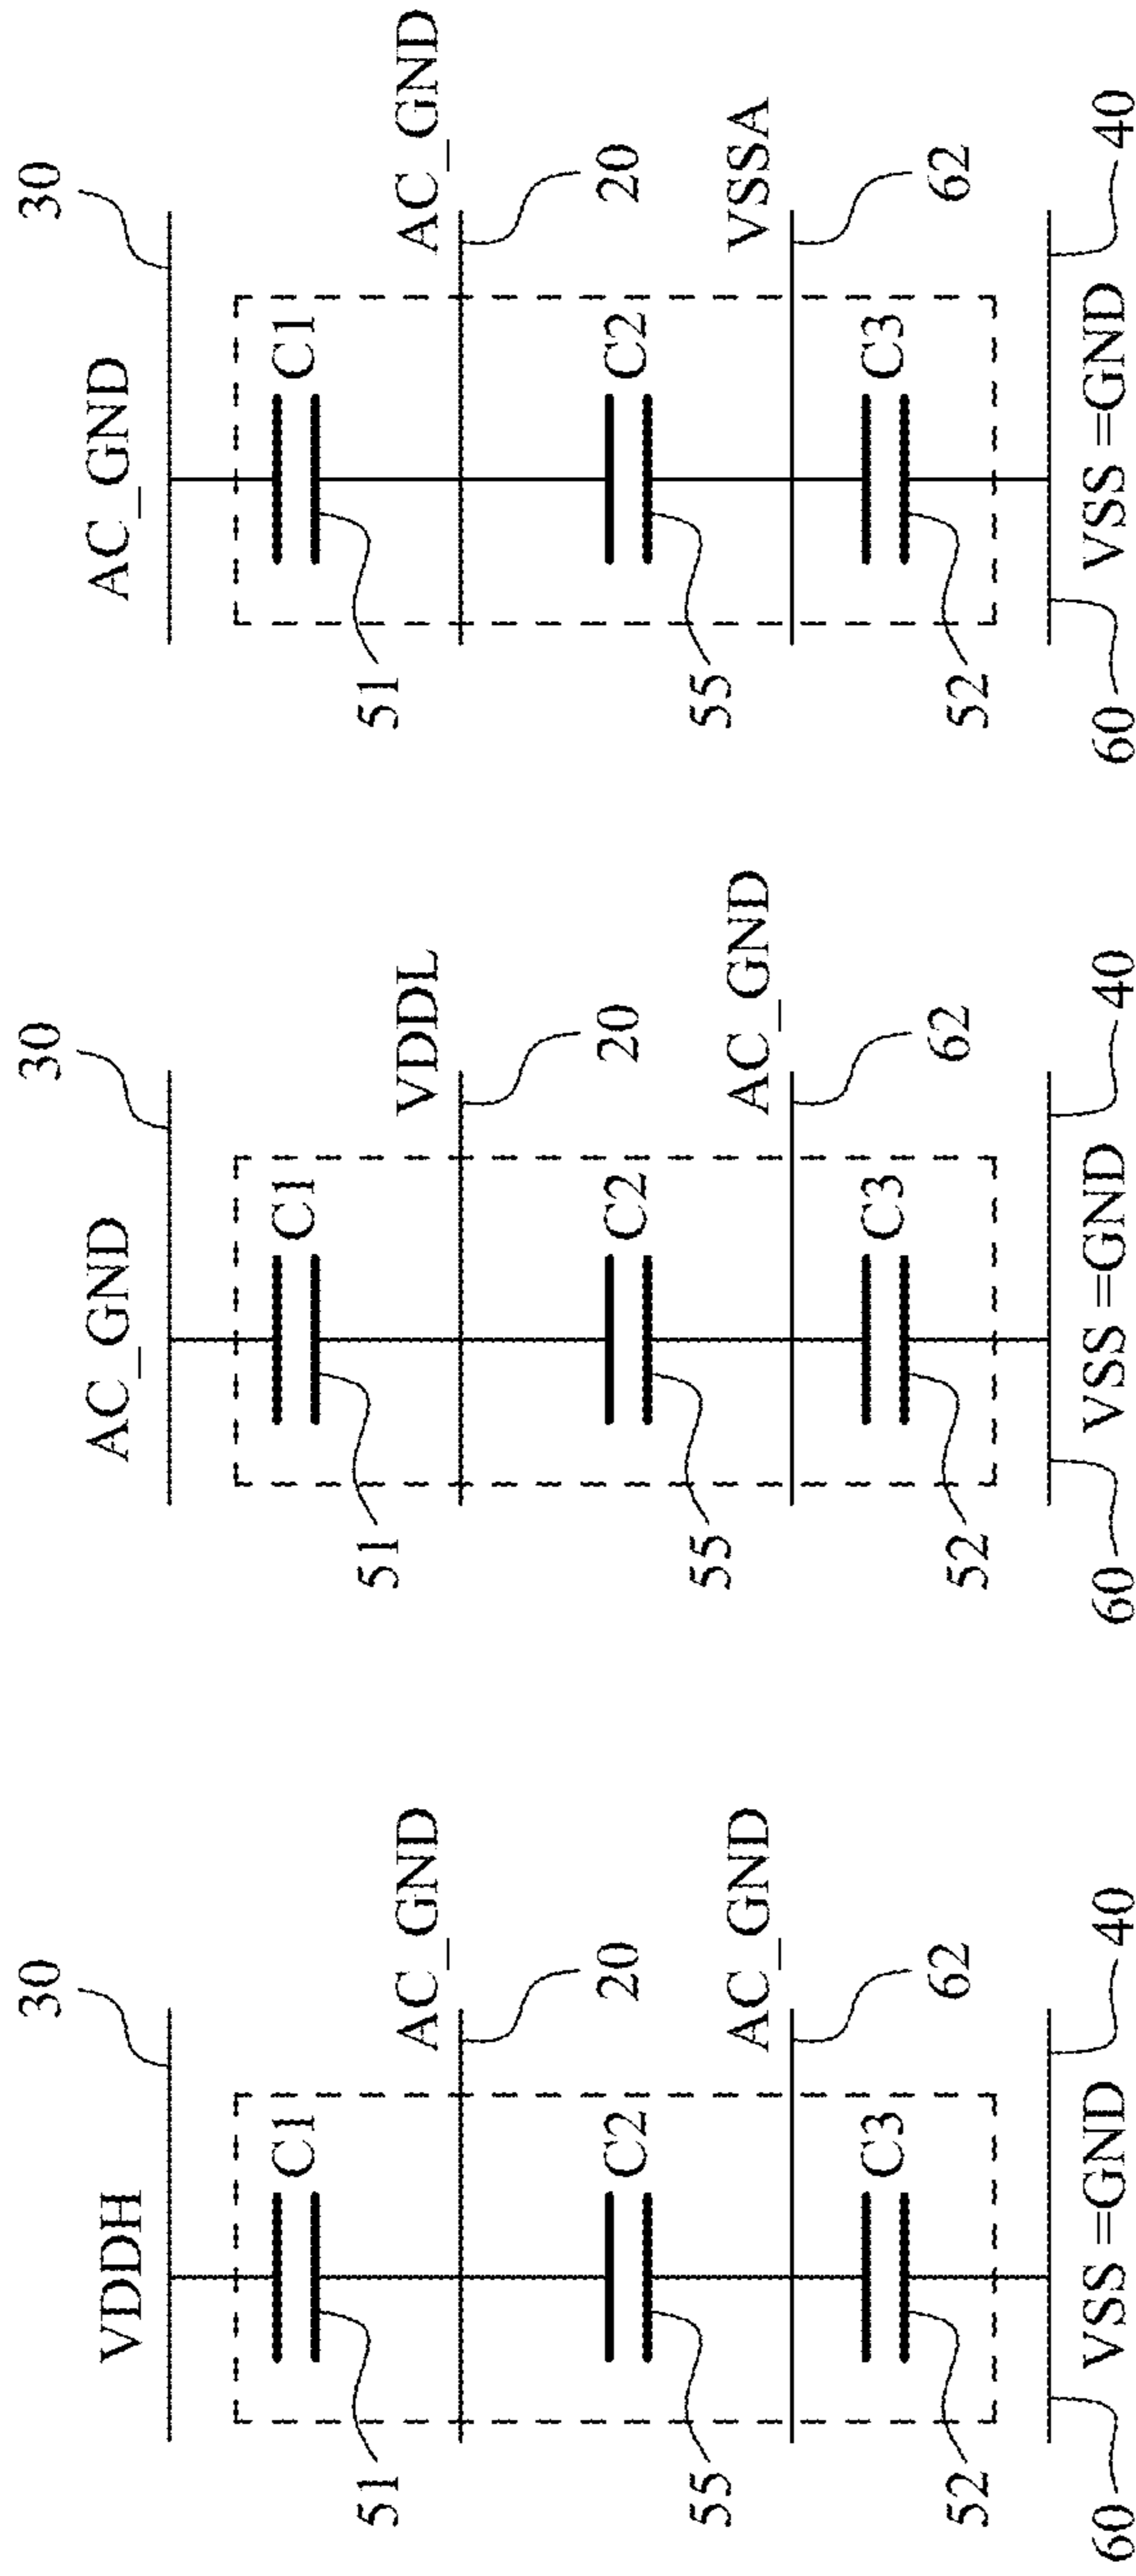 30
VDDH
C1
51
AC_GND
20
C2
55
AC_GND
C3
62
52
60
VSS =GND
40
30
AC_GND
C1
51
VDDL
20
C2
55
AC_GND
C3
62
52
60
VSS =GND
40
30
AC_GND
C1
51
AC_GND
20
C2
55
VSSA
C3
62
52
60
VSS =GND
40